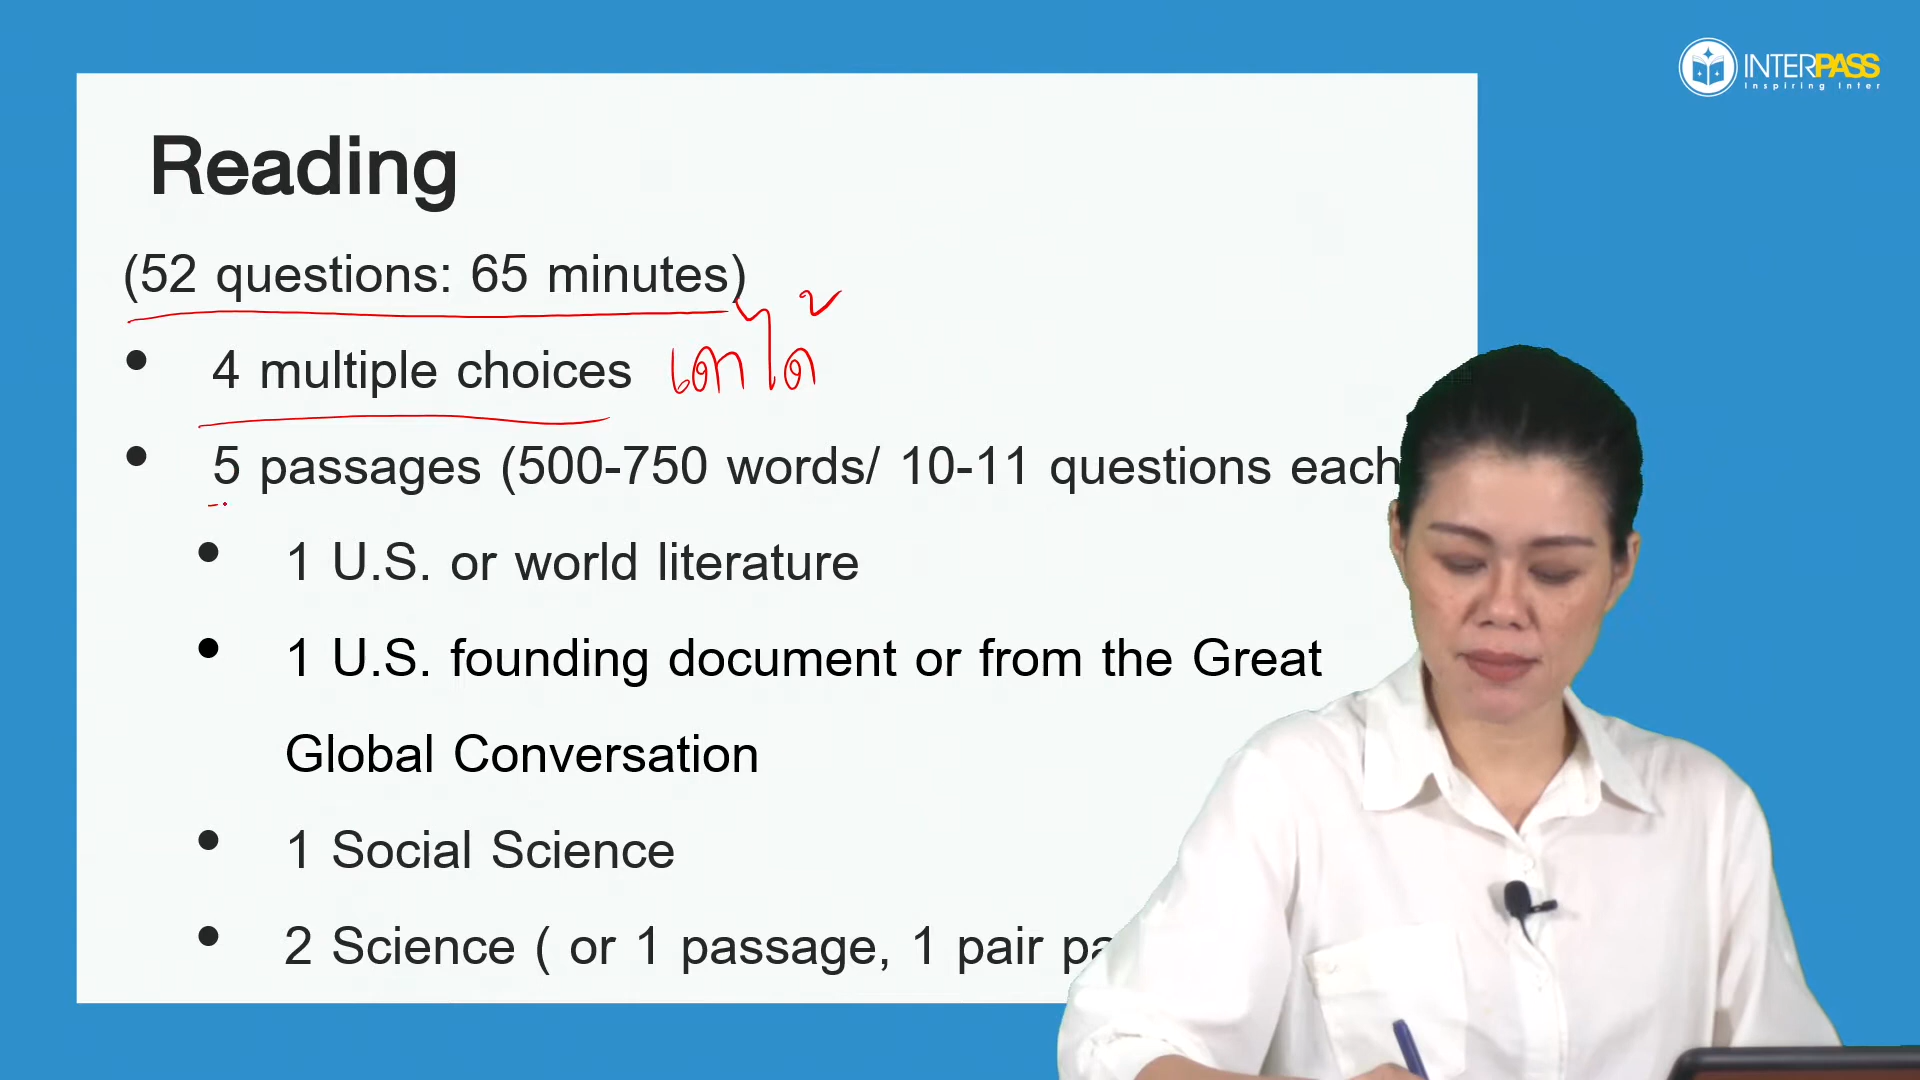 INTERPASS
Inspiring Inter
Reading
(52 questions: 65 minutes)
• 4 multiple choices เดาได้
• 5 passages (500-750 words/ 10-11 questions each
• 1 U.S. or world literature
• 1 U.S. founding document or from the Great
Global Conversation
• 1 Social Science
• 2 Science ( or 1 passage, 1 pair